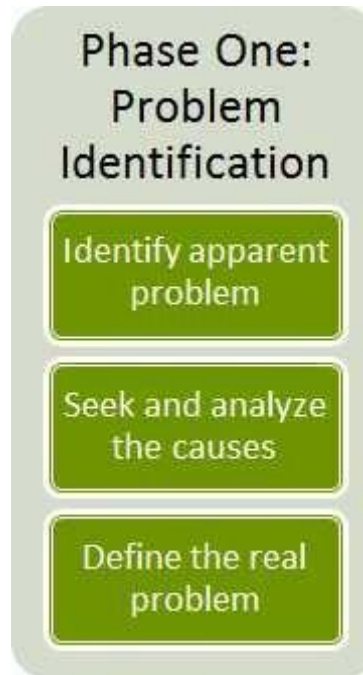 Phase One:
Problem
Identification
Identify apparent
problem
Seek and analyze
the causes
Define the real
problem